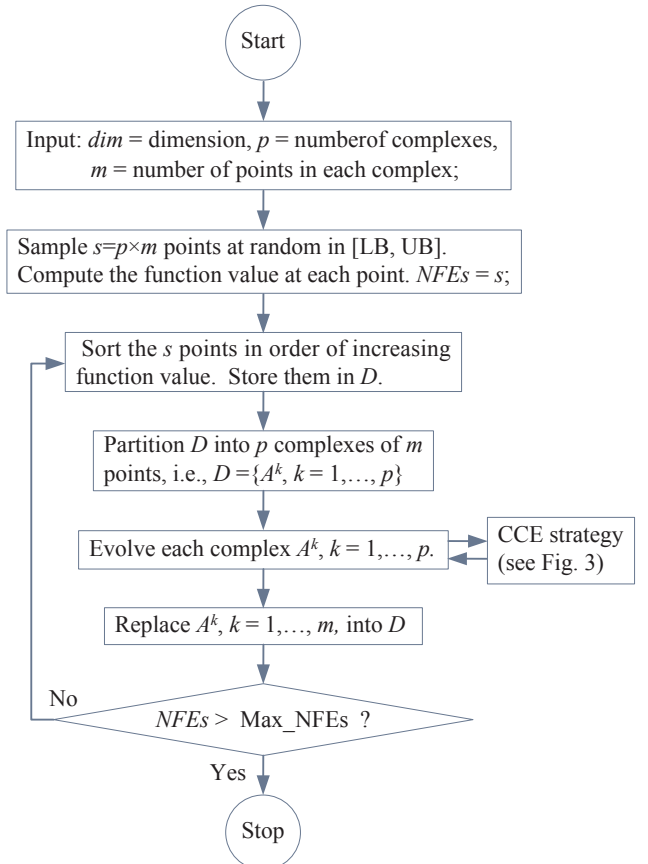 Start
Input: dim = dimension, p = numberof complexes,
m = number of points in each complex;
Sample s=p×m points at random in [LB, UB].
Compute the function value at each point. NFEs = s;
Sort the s points in order of increasing
function value. Store them in D.
Partition D into p complexes of m
points, i.e., D ={Aᵏ, k = 1,…, p}
Evolve each complex Aᵏ, k = 1,…, p.
CCE strategy
(see Fig. 3)
Replace Aᵏ, k = 1,…, m, into D
No
NFEs > Max_NFEs ?
Yes
Stop